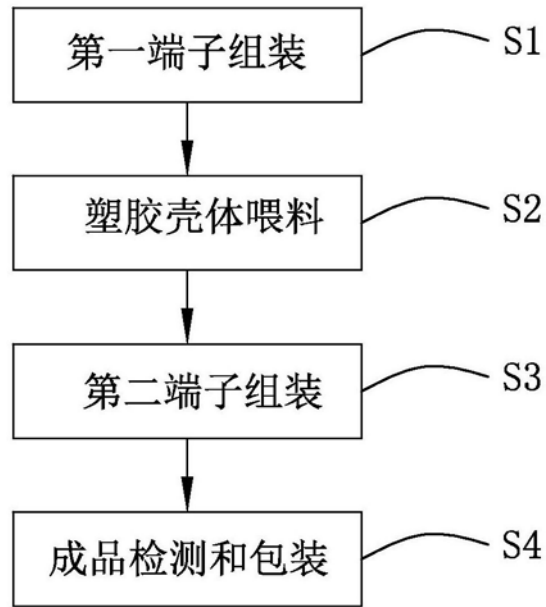 第一端子组装
S1
塑胶壳体喂料
S2
第二端子组装
S3
成品检测和包装
S4